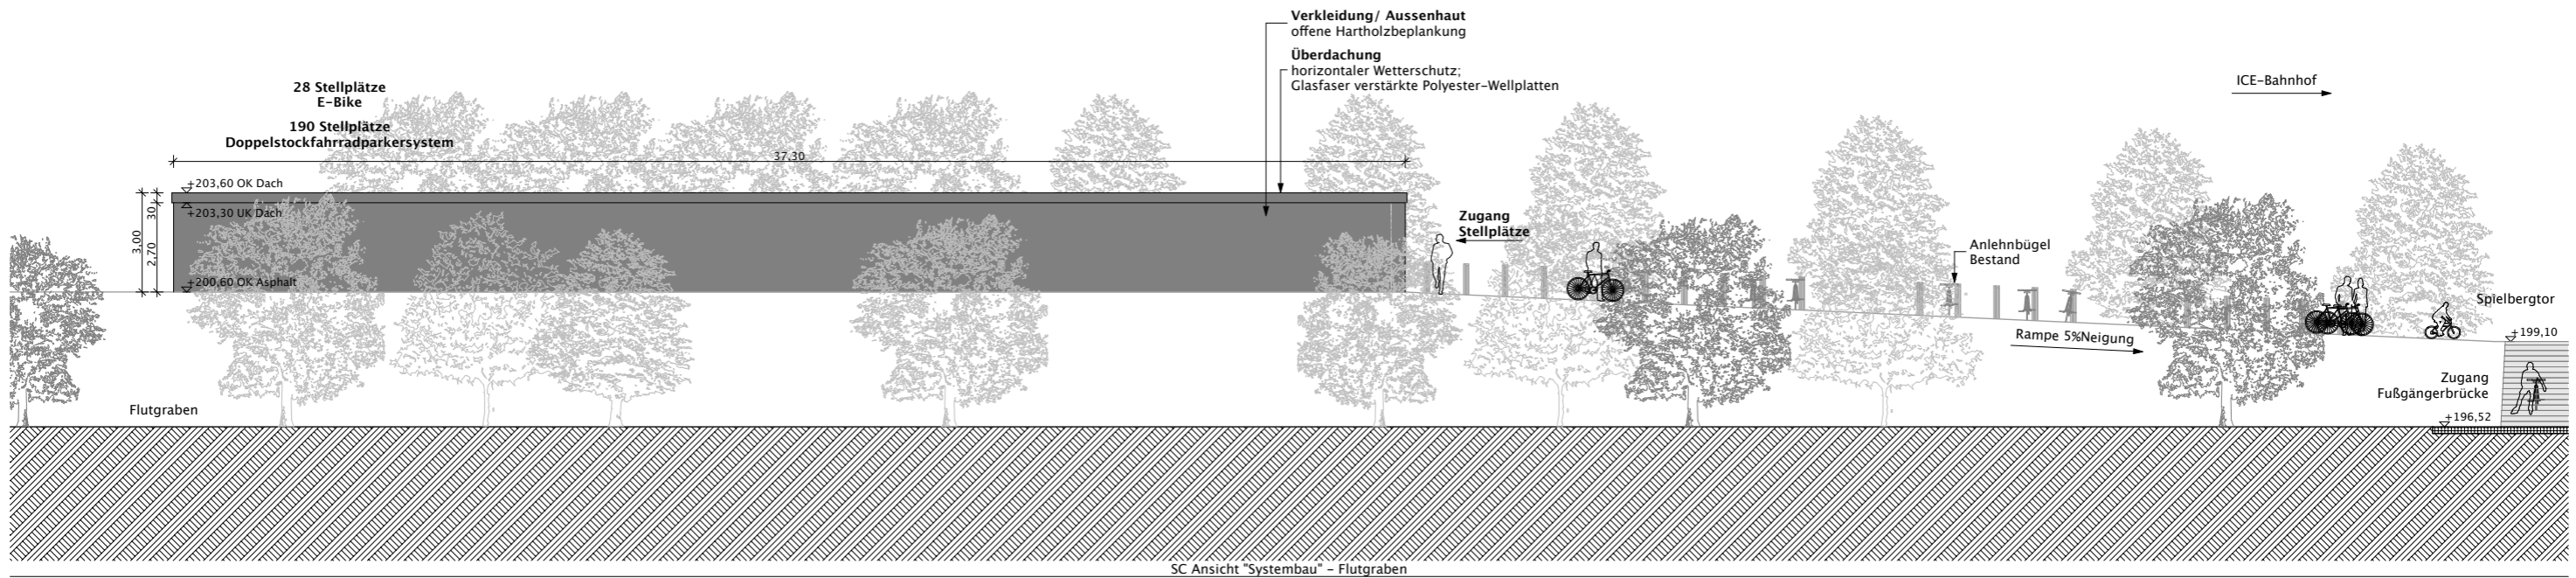 Verkleidung/ Aussenhaut
offene Hartholzbeplankung
Überdachung
horizontaler Wetterschutz;
Glasfaser verstärkte Polyester-Wellplatten
ICE-Bahnhof
28 Stellplätze
E-Bike
190 Stellplätze
Doppelstockfahrradparkersystem
37,30
+203,60 OK Dach
+203,30 UK Dach
30
3,00
2,70
+200,60 OK Asphalt
Zugang
Stellplätze
Anlehnbügel
Bestand
Spielbergtor
+199,10
Rampe 5%Neigung
Zugang
Fußgängerbrücke
+196,52
Flutgraben
SC Ansicht "Systembau" - Flutgraben